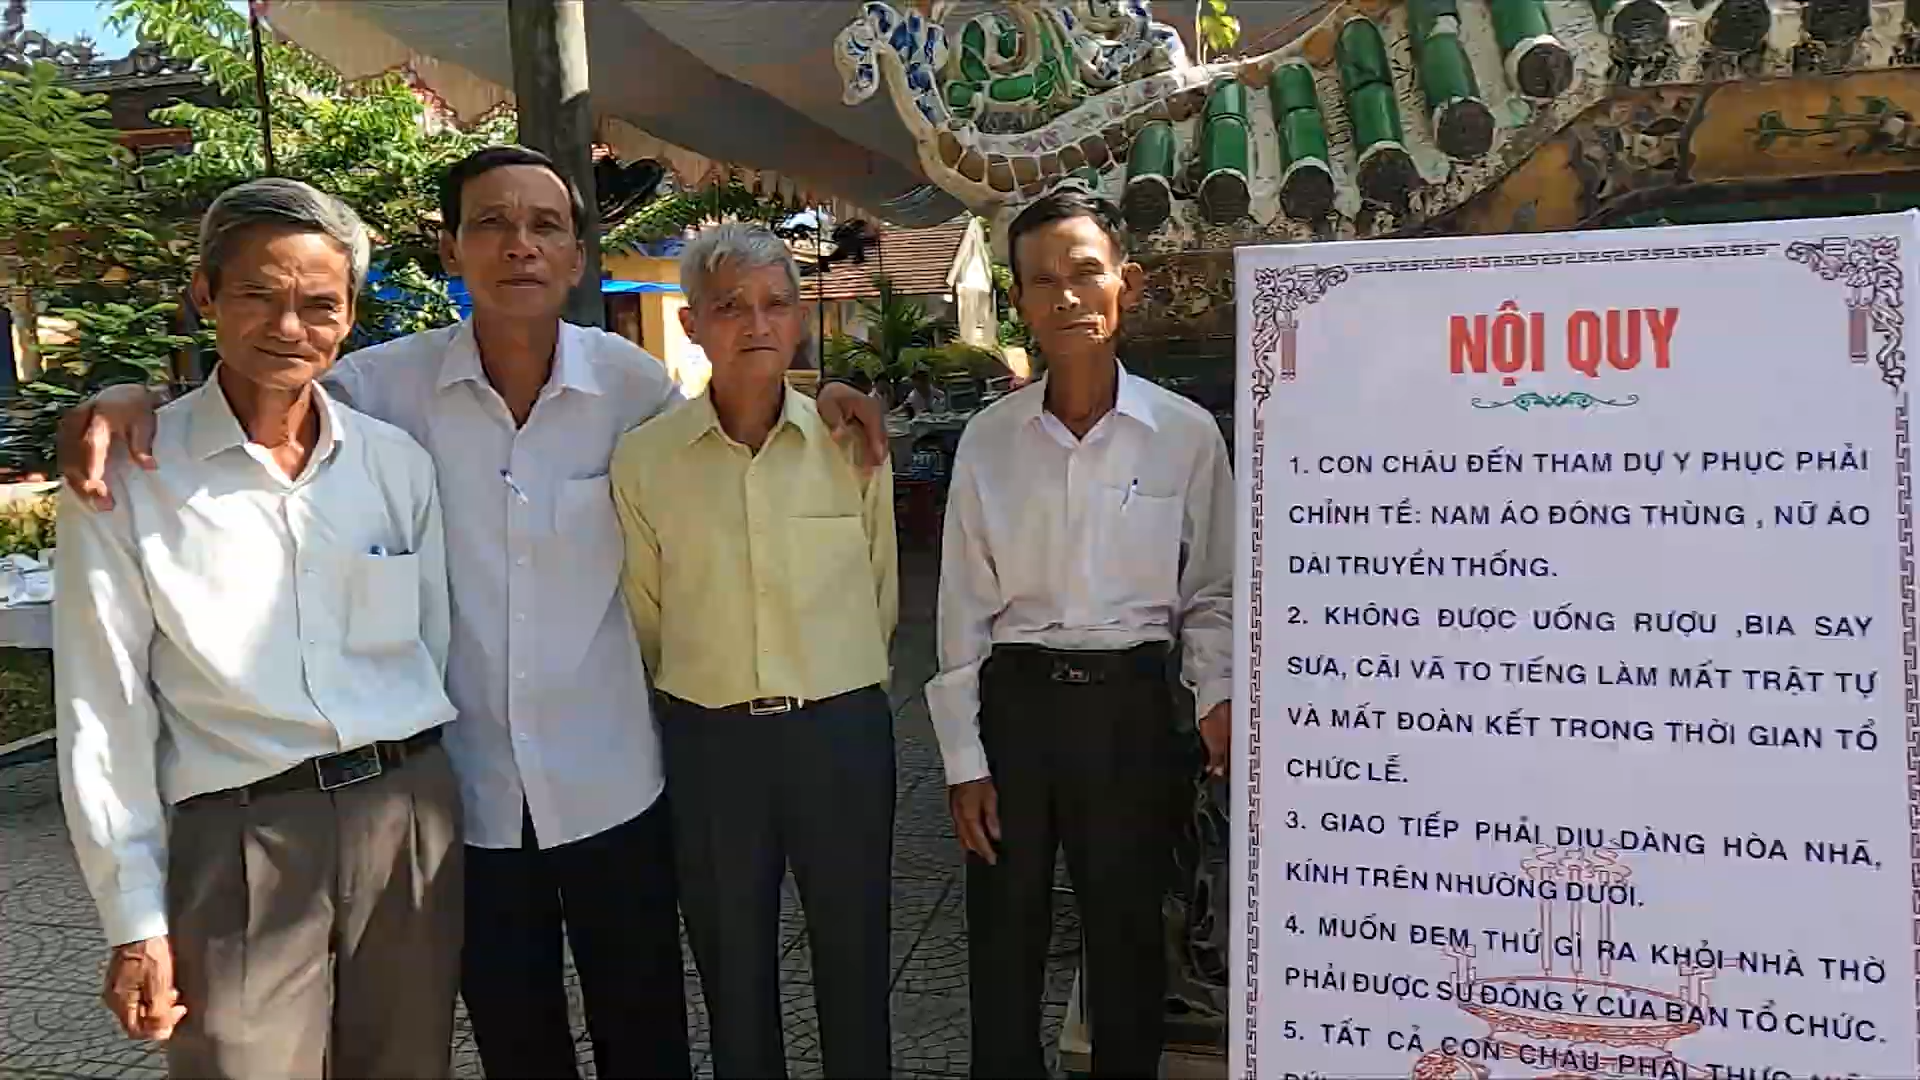 NỘI QUY
1. CON CHÁU ĐẾN THAM DỰ Y PHỤC PHẢI
CHỈNH TỀ: NAM ÁO ĐÓNG THÙNG , NỮ ÁO
DÀI TRUYỀN THỐNG.
2. KHÔNG ĐƯỢC UỐNG RƯỢU ,BIA SAY
SƯA, CÃI VÃ TO TIẾNG LÀM MẤT TRẬT TỰ
VÀ MẤT ĐOÀN KẾT TRONG THỜI GIAN TỔ
CHỨC LỄ.
3. GIAO TIẾP PHẢI DỊU DÀNG HÒA NHÃ,
KÍNH TRÊN NHƯỜNG DƯỚI.
4. MUỐN ĐEM THỨ GÌ RA KHỎI NHÀ THỜ
PHẢI ĐƯỢC SỰ ĐỒNG Ý CỦA BAN TỔ CHỨC.
5. TẤT CẢ CON CHÁU PHẢI THỰC